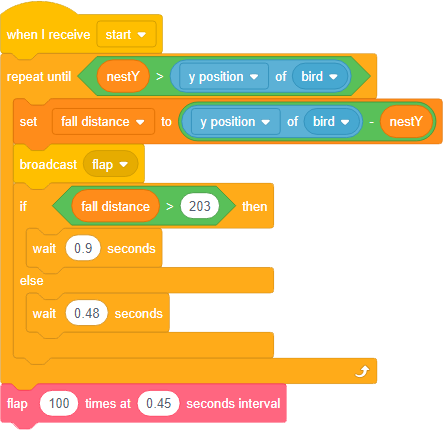 when I receive start
repeat until nestY > y position of bird
set fall distance to y position of bird - nestY
broadcast flap
if fall distance > 203 then
wait 0.9 seconds
else
wait 0.48 seconds
flap 100 times at 0.45 seconds interval